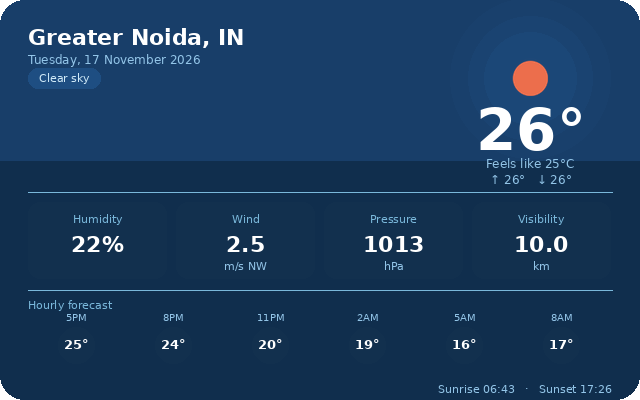 Greater Noida, IN
Tuesday, 17 November 2026
Clear sky
26°
Feels like 25°C
↑ 26° ↓ 26°
Humidity Wind Pressure Visibility
22% 2.5 1013 10.0
m/s NW hPa km
Hourly forecast
5PM 8PM 11PM 2AM 5AM 8AM
25° 24° 20° 19° 16° 17°
Sunrise 06:43 · Sunset 17:26